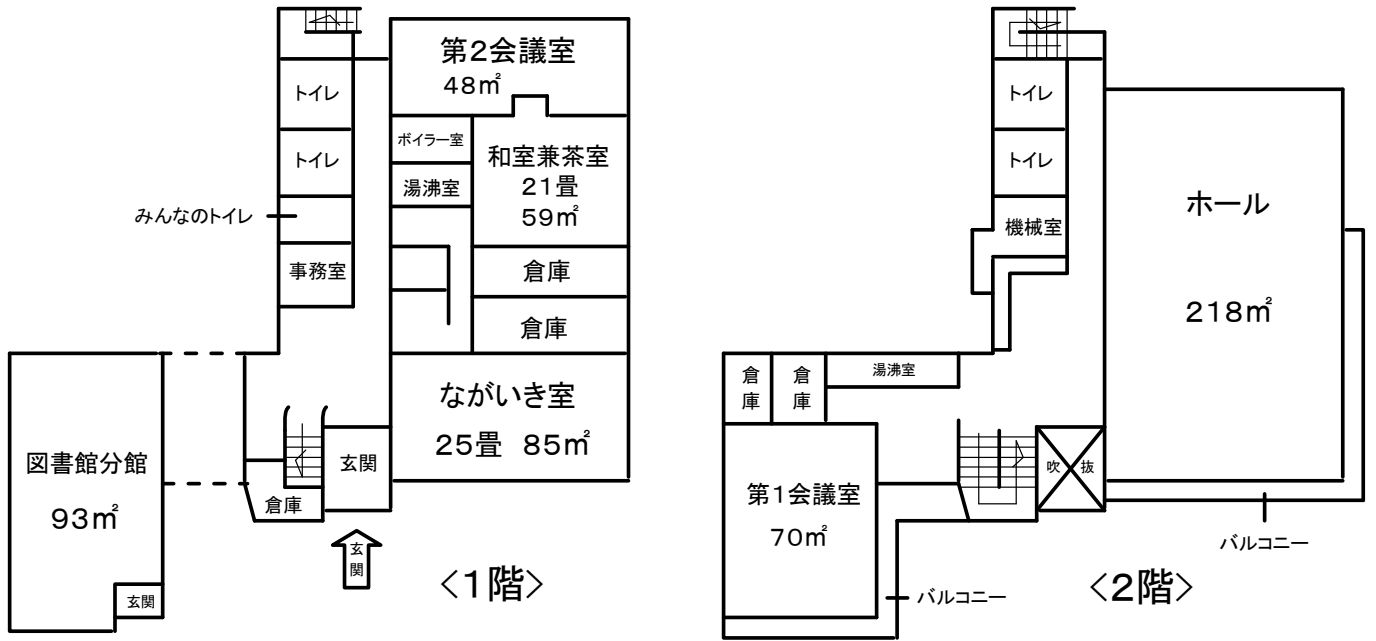 第2会議室
48㎡
トイレ
ボイラー室
和室兼茶室
21畳
59㎡
トイレ
湯沸室
みんなのトイレ
事務室
倉庫
倉庫
ながいき室
25畳 85㎡
図書館分館
93㎡
玄関
倉庫
玄関
玄関
<1階>
トイレ
トイレ
機械室
ホール
218㎡
湯沸室
倉庫
倉庫
吹抜
第1会議室
70㎡
バルコニー
バルコニー
<2階>